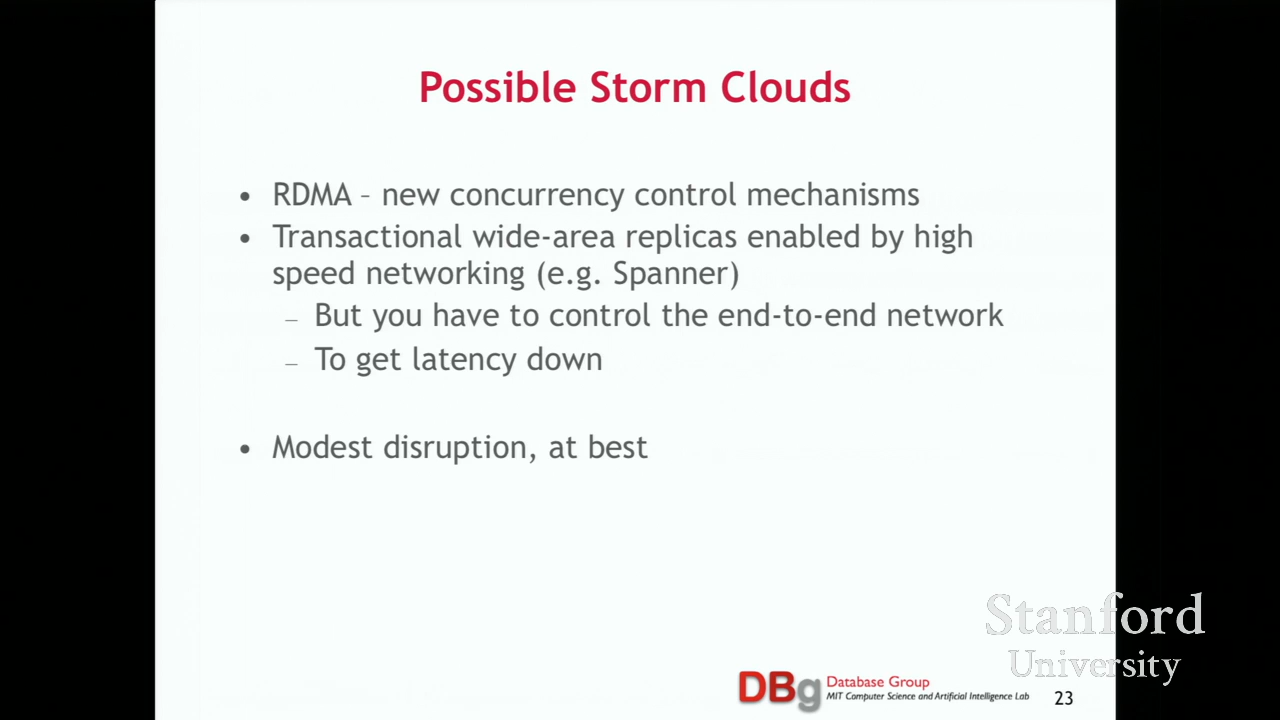 Possible Storm Clouds
• RDMA – new concurrency control mechanisms
• Transactional wide-area replicas enabled by high
speed networking (e.g. Spanner)
– But you have to control the end-to-end network
– To get latency down
• Modest disruption, at best
Stanford
University
DBg
Database Group
MIT Computer Science and Artificial Intelligence Lab
23